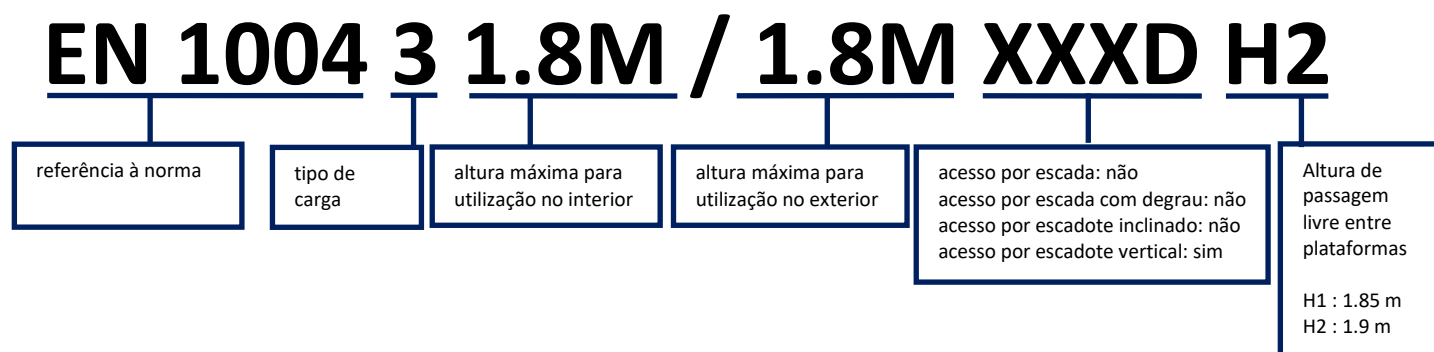 EN 1004 3 1.8M / 1.8M XXXD H2
referência à norma
tipo de
carga
altura máxima para
utilização no interior
altura máxima para
utilização no exterior
acesso por escada: não
acesso por escada com degrau: não
acesso por escadote inclinado: não
acesso por escadote vertical: sim
Altura de
passagem
livre entre
plataformas
H1 : 1.85 m
H2 : 1.9 m